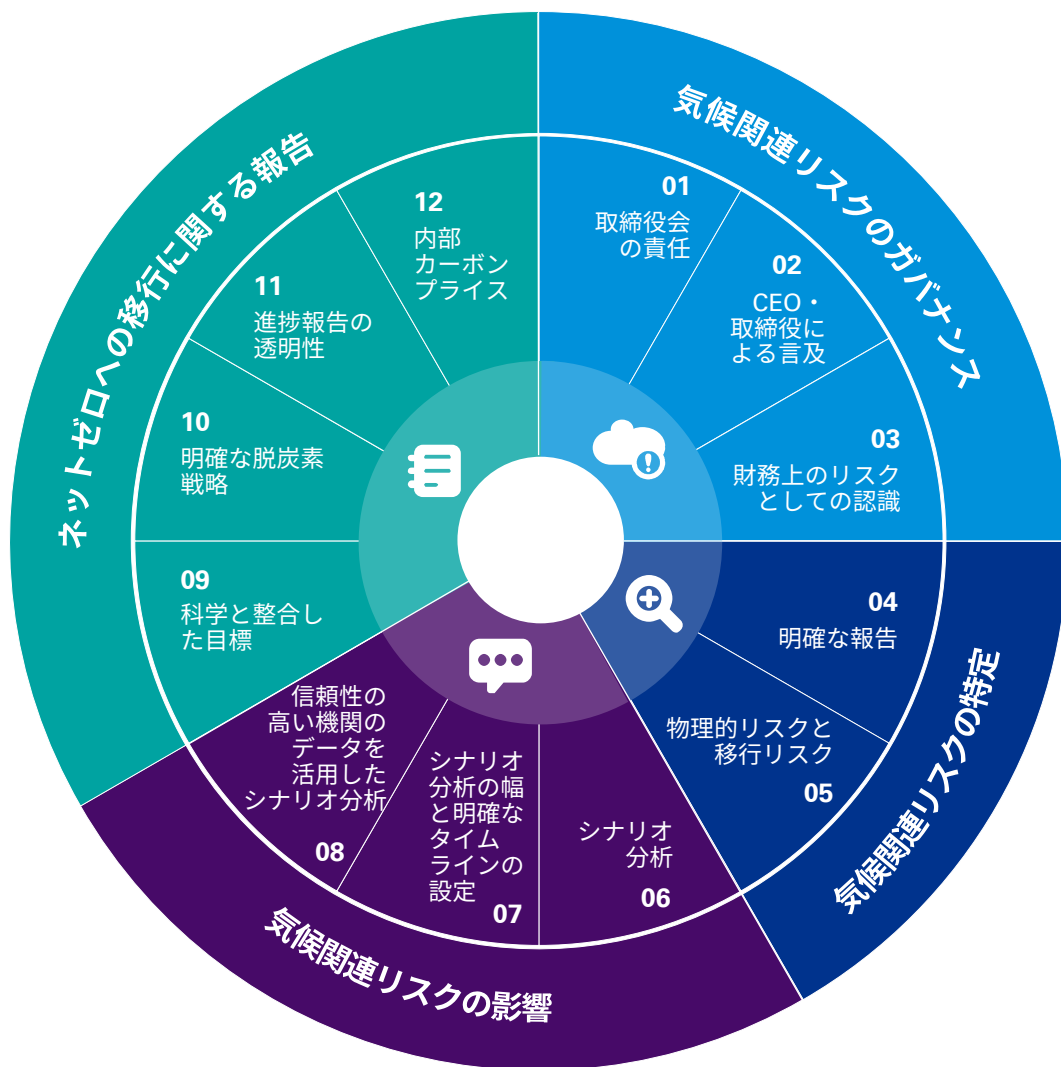 気候関連リスクのガバナンス
01
取締役会
の責任
02
CEO・
取締役に
よる言及
03
財務上のリスク
としての認識
気候関連リスクの特定
04
明確な報告
物理的リスクと
移行リスク
05
気候関連リスクの影響
シナリオ
分析
06
シナリオ
分析の幅
と明確な
タイム
ラインの
設定
07
信頼性の
高い機関の
データを
活用した
シナリオ分析
08
ネットゼロへの移行に関する報告
09
科学と整合し
た目標
10
明確な脱炭素
戦略
11
進捗報告の
透明性
12
内部
カーボン
プライス